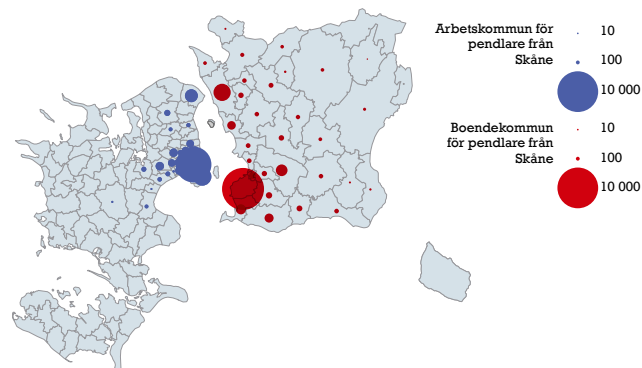 Arbetskommun för
pendlare från
Skåne
10
100
10 000
Boendekommun
för pendlare från
Skåne
10
100
10 000